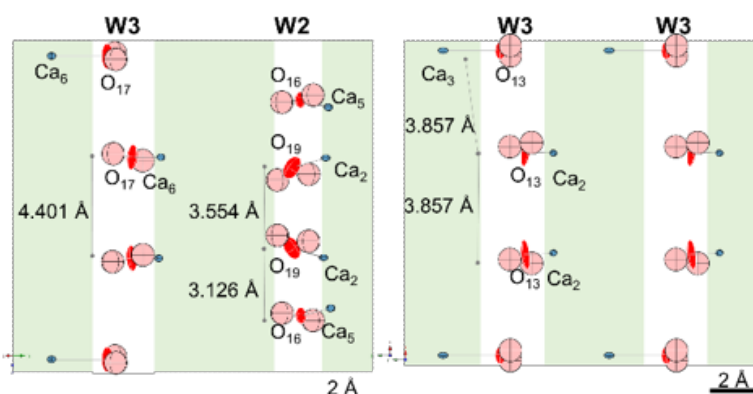 W3 W2 W3 W3
Ca6
O17
O16
Ca5
Ca3
O13
O19
3.857 Å
O17
Ca6
Ca2
O13
Ca2
4.401 Å
3.554 Å
3.857 Å
O19
Ca2
O13
Ca2
3.126 Å
O16
Ca5
2 Å
2 Å